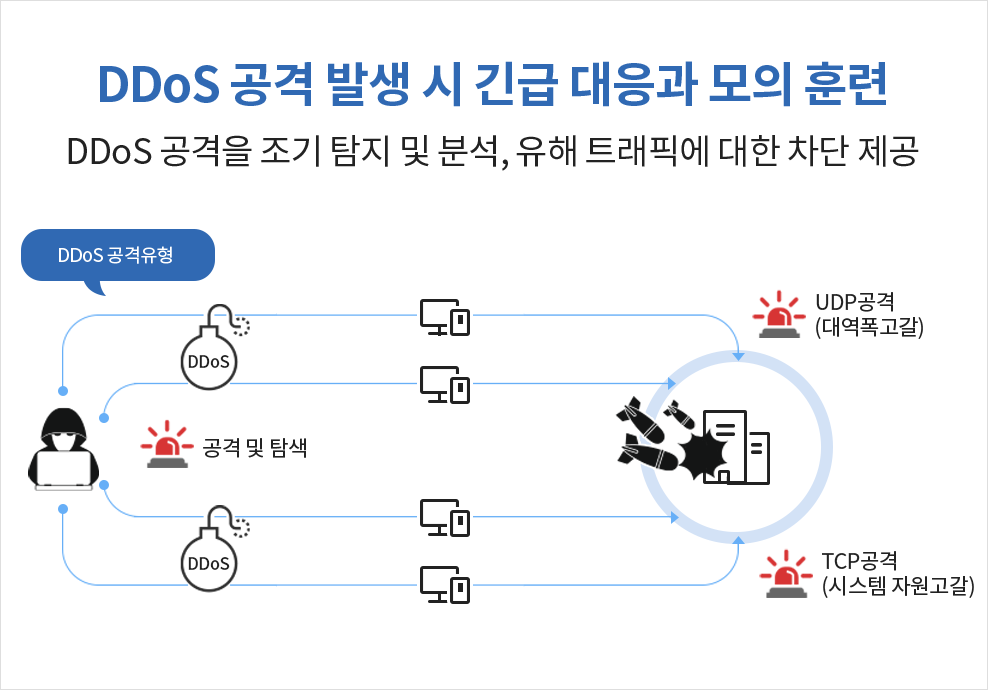 DDoS 공격 발생 시 긴급 대응과 모의 훈련
DDoS 공격을 조기 탐지 및 분석, 유해 트래픽에 대한 차단 제공
DDoS 공격유형
UDP공격
(대역폭고갈)
DDoS
공격 및 탐색
DDoS
TCP공격
(시스템 자원고갈)